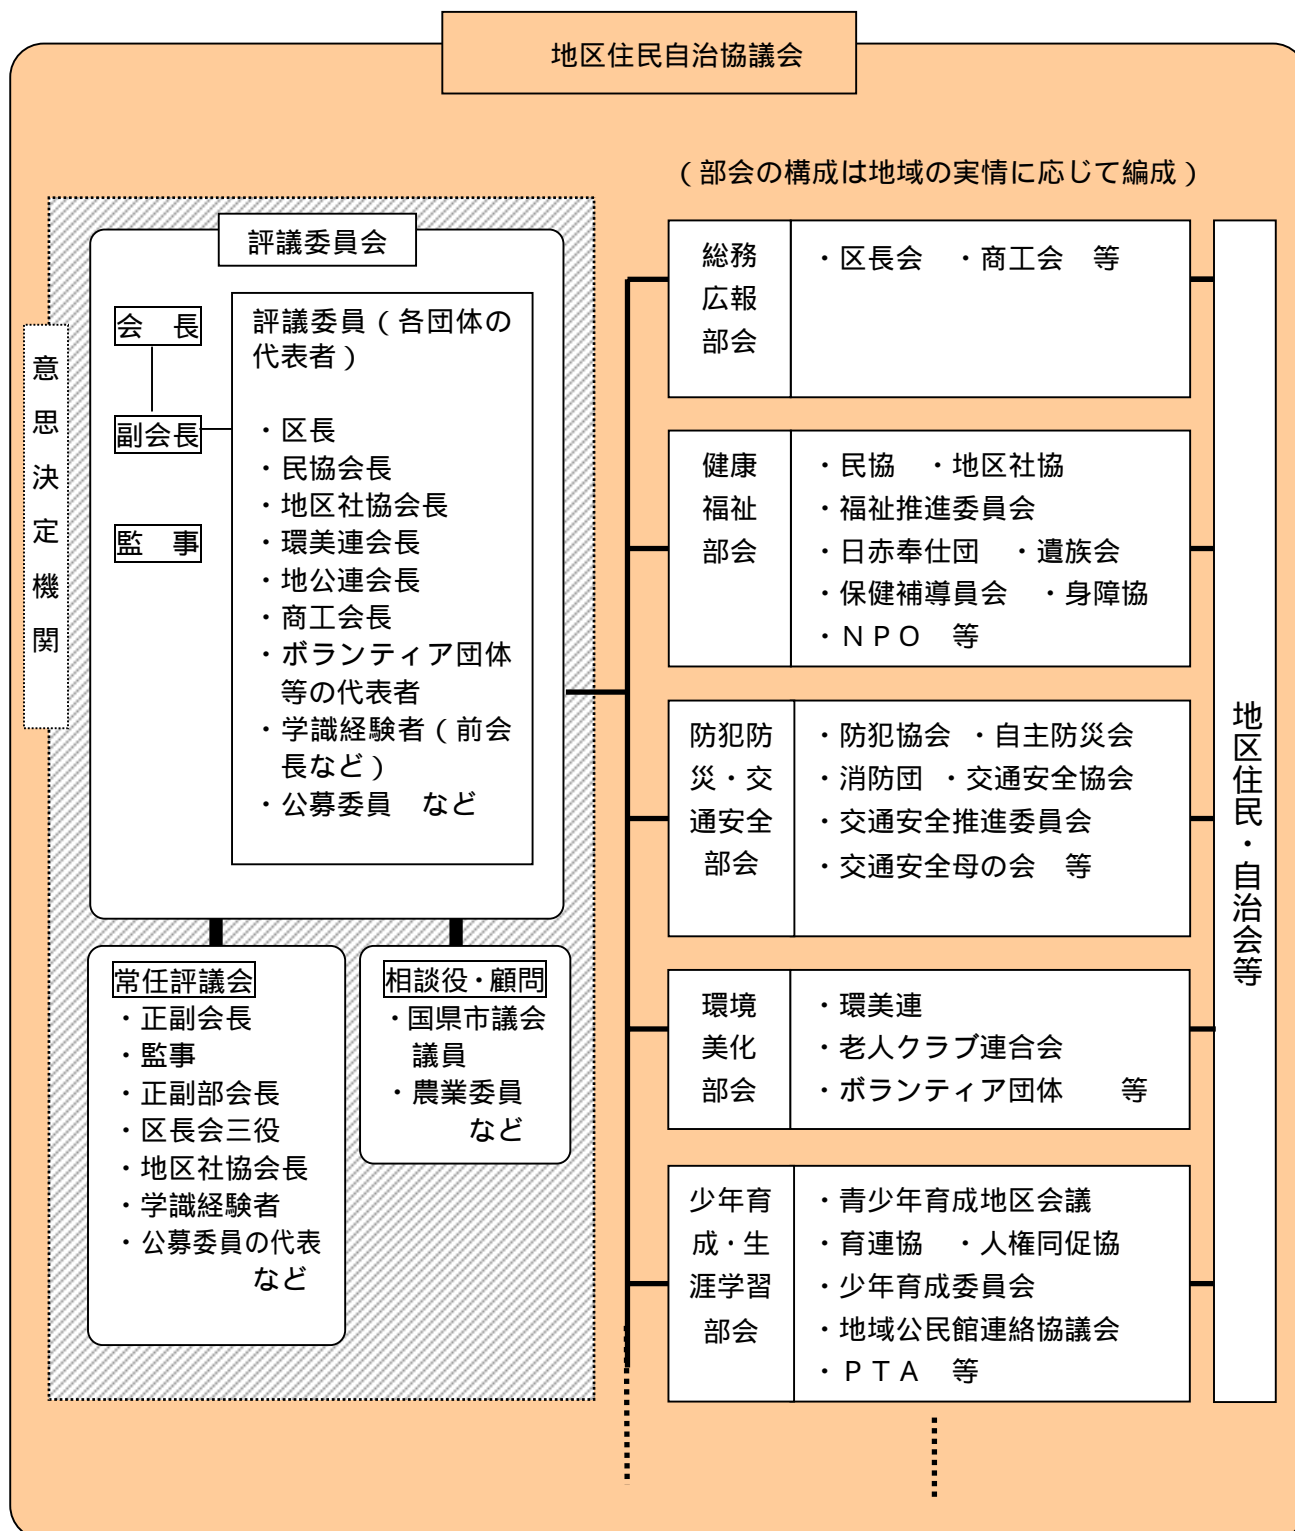 地区住民自治協議会
（部会の構成は地域の実情に応じて編成）
意思決定機関
評議委員会
会　長
副会長
監　事
評議委員（各団体の
代表者）
・区長
・民協会長
・地区社協会長
・環美連会長
・地公連会長
・商工会長
・ボランティア団体
等の代表者
・学識経験者（前会
長など）
・公募委員　など
常任評議会
・正副会長
・監事
・正副部会長
・区長会三役
・地区社協会長
・学識経験者
・公募委員の代表
など
相談役・顧問
・国県市議会
議員
・農業委員
など
総務
広報
部会
・区長会　・商工会　等
健康
福祉
部会
・民協　・地区社協
・福祉推進委員会
・日赤奉仕団　・遺族会
・保健補導員会　・身障協
・ＮＰＯ　等
防犯防
災・交
通安全
部会
・防犯協会　・自主防災会
・消防団　・交通安全協会
・交通安全推進委員会
・交通安全母の会　等
環境
美化
部会
・環美連
・老人クラブ連合会
・ボランティア団体　　等
少年育
成・生
涯学習
部会
・青少年育成地区会議
・育連協　・人権同促協
・少年育成委員会
・地域公民館連絡協議会
・ＰＴＡ　等
地区住民・自治会等